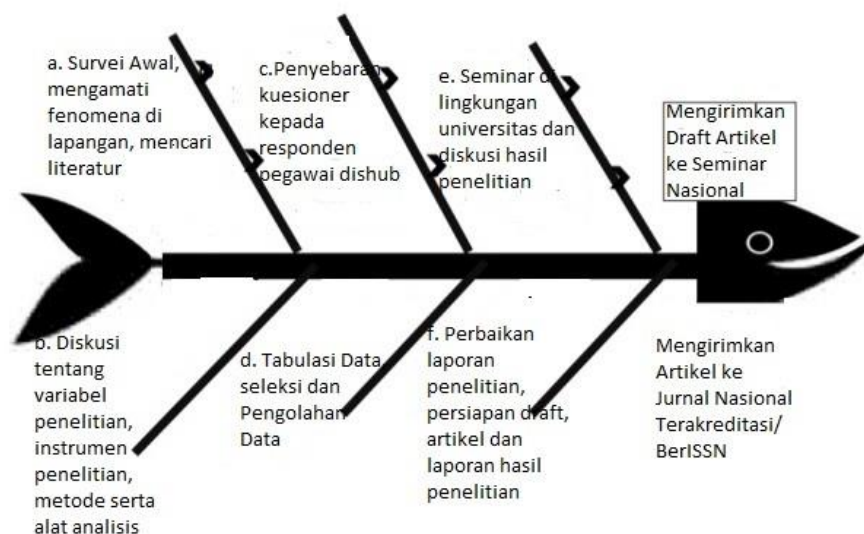 a. Survei Awal,
mengamati
fenomena di
lapangan, mencari
literatur
c.Penyebaran
kuesioner
kepada
responden
pegawai dishub
e. Seminar di
lingkungan
universitas dan
diskusi hasil
penelitian
Mengirimkan
Draft Artikel
ke Seminar
Nasional
b. Diskusi
tentang
variabel
penelitian,
instrumen
penelitian,
metode serta
alat analisis
d. Tabulasi Data,
seleksi dan
Pengolahan
Data
f. Perbaikan
laporan
penelitian,
persiapan draft,
artikel dan
laporan hasil
penelitian
Mengirimkan
Artikel ke
Jurnal Nasional
Terakreditasi/
BerISSN